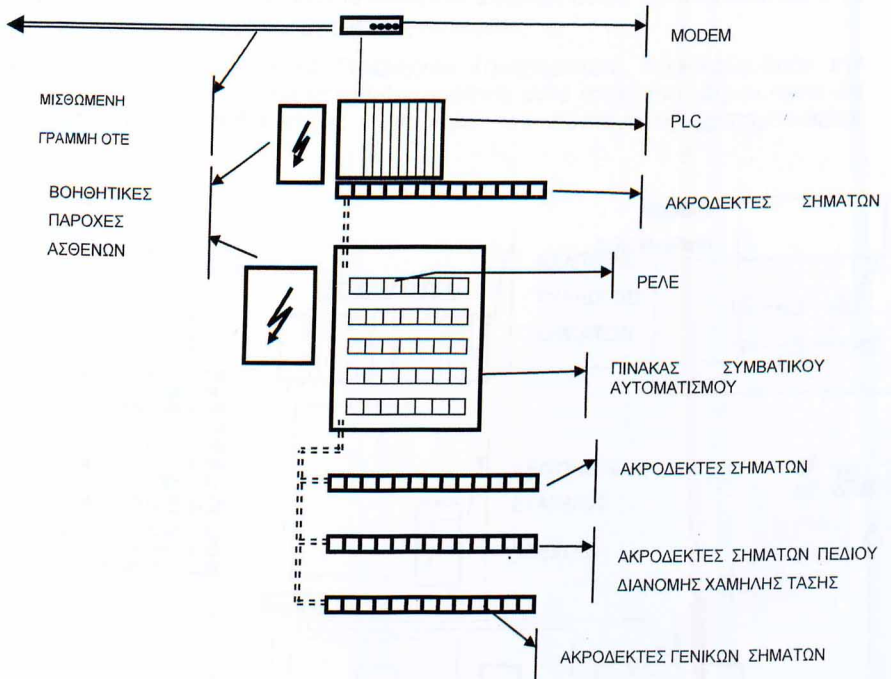 MODEM
ΜΙΣΘΩΜΕΝΗ
ΓΡΑΜΜΗ ΟΤΕ
PLC
ΒΟΗΘΗΤΙΚΕΣ
ΠΑΡΟΧΕΣ
ΑΣΘΕΝΩΝ
ΑΚΡΟΔΕΚΤΕΣ ΣΗΜΑΤΩΝ
ΡΕΛΕ
ΠΙΝΑΚΑΣ ΣΥΜΒΑΤΙΚΟΥ
ΑΥΤΟΜΑΤΙΣΜΟΥ
ΑΚΡΟΔΕΚΤΕΣ ΣΗΜΑΤΩΝ
ΑΚΡΟΔΕΚΤΕΣ ΣΗΜΑΤΩΝ ΠΕΔΙΟΥ
ΔΙΑΝΟΜΗΣ ΧΑΜΗΛΗΣ ΤΑΣΗΣ
ΑΚΡΟΔΕΚΤΕΣ ΓΕΝΙΚΩΝ ΣΗΜΑΤΩΝ